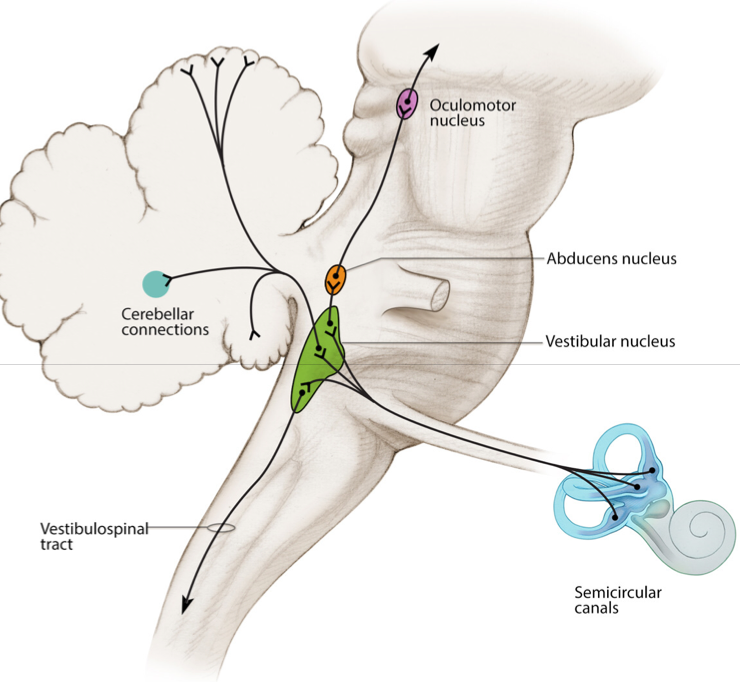 Oculomotor
nucleus
Abducens nucleus
Cerebellar
connections
Vestibular nucleus
Vestibulospinal
tract
Semicircular
canals